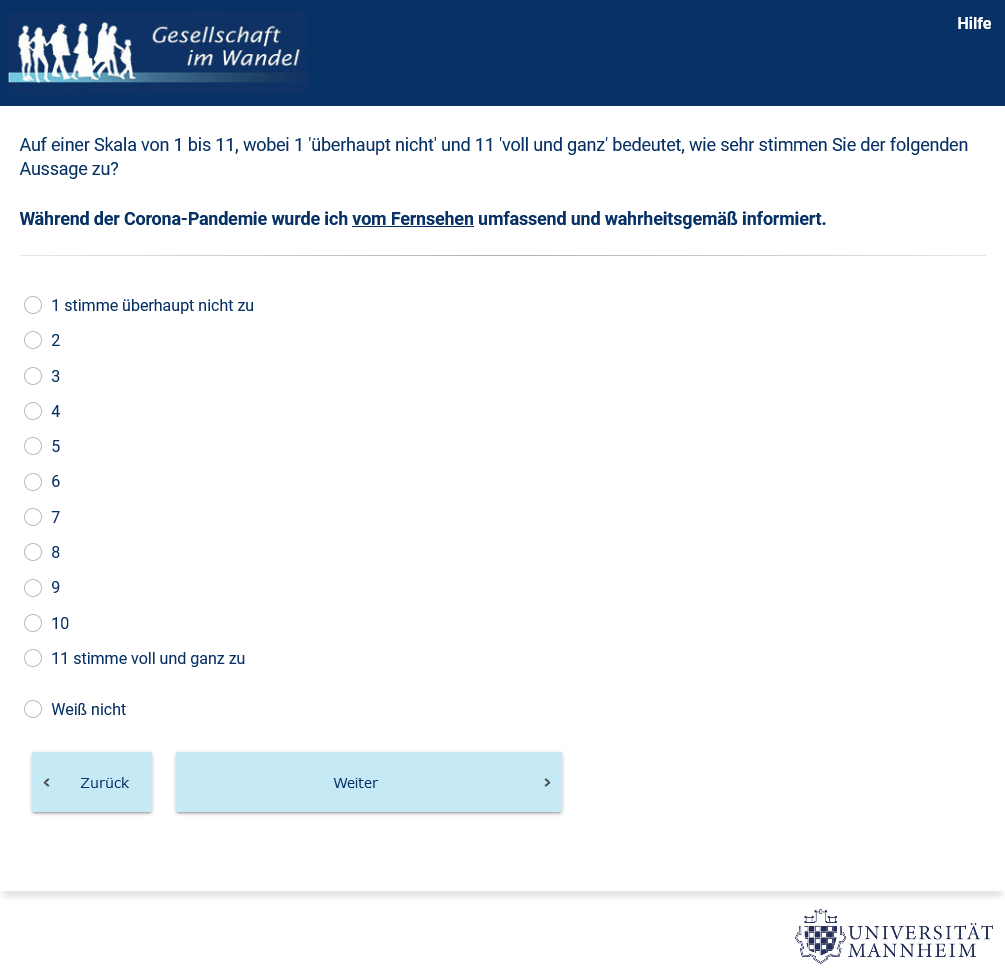 Gesellschaft
im Wandel
Hilfe
Auf einer Skala von 1 bis 11, wobei 1 'überhaupt nicht' und 11 'voll und ganz' bedeutet, wie sehr stimmen Sie der folgenden
Aussage zu?
Während der Corona-Pandemie wurde ich vom Fernsehen umfassend und wahrheitsgemäß informiert.
1 stimme überhaupt nicht zu
2
3
4
5
6
7
8
9
10
11 stimme voll und ganz zu
Weiß nicht
Zurück
Weiter
UNIVERSITÄT
MANNHEIM